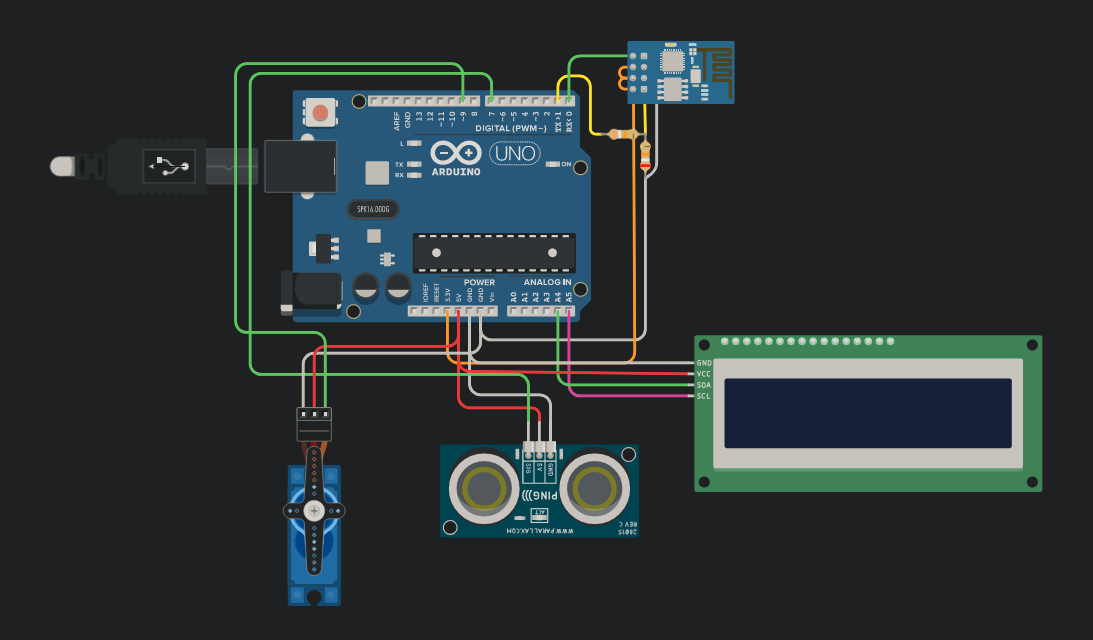 AREF
GND
13
12
~11
~10
~9
8
7
~6
~5
4
~3
2
TX→1
RX←0
DIGITAL (PWM~)
L
TX
RX
ARDUINO
UNO
ON
SPK16.000G
IOREF
RESET
3.3V
5V
GND
GND
Vin
POWER
ANALOG IN
A0
A1
A2
A3
A4
A5
GND
VCC
SDA
SCL
SIG
5V
GND
PING)))
ACT
WWW.PARALLAX.COM
28015
REV C